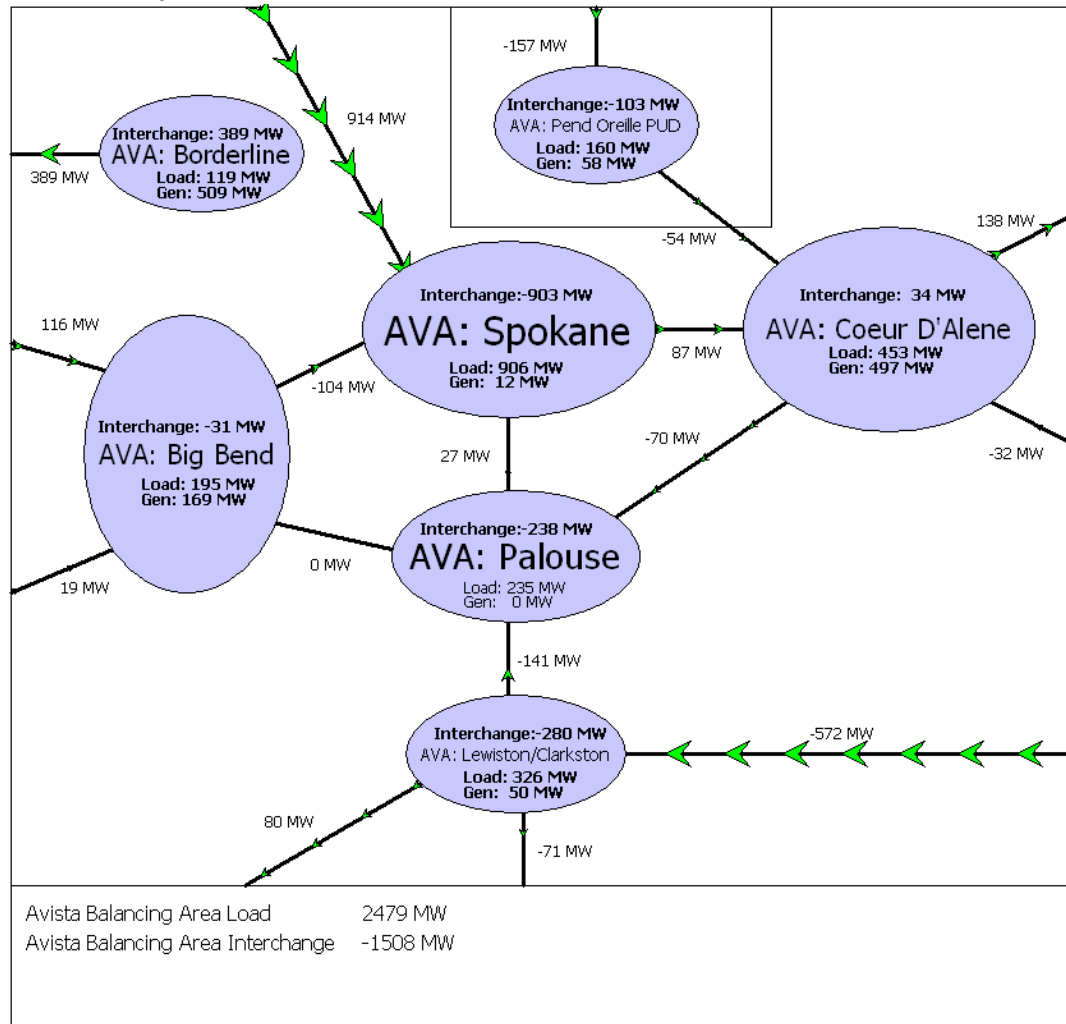 -157 MW
914 MW
Interchange:-103 MW
AVA: Pend Oreille PUD
Load: 160 MW
Gen: 58 MW
Interchange: 389 MW
AVA: Borderline
Load: 119 MW
Gen: 509 MW
389 MW
-54 MW
138 MW
Interchange:-903 MW
AVA: Spokane
Load: 906 MW
Gen: 12 MW
Interchange: 34 MW
AVA: Coeur D'Alene
Load: 453 MW
Gen: 497 MW
116 MW
87 MW
-104 MW
Interchange: -31 MW
AVA: Big Bend
Load: 195 MW
Gen: 169 MW
27 MW
-70 MW
-32 MW
Interchange:-238 MW
AVA: Palouse
Load: 235 MW
Gen: 0 MW
0 MW
19 MW
-141 MW
Interchange:-280 MW
AVA: Lewiston/Clarkston
Load: 326 MW
Gen: 50 MW
-572 MW
80 MW
-71 MW
Avista Balancing Area Load 2479 MW
Avista Balancing Area Interchange -1508 MW